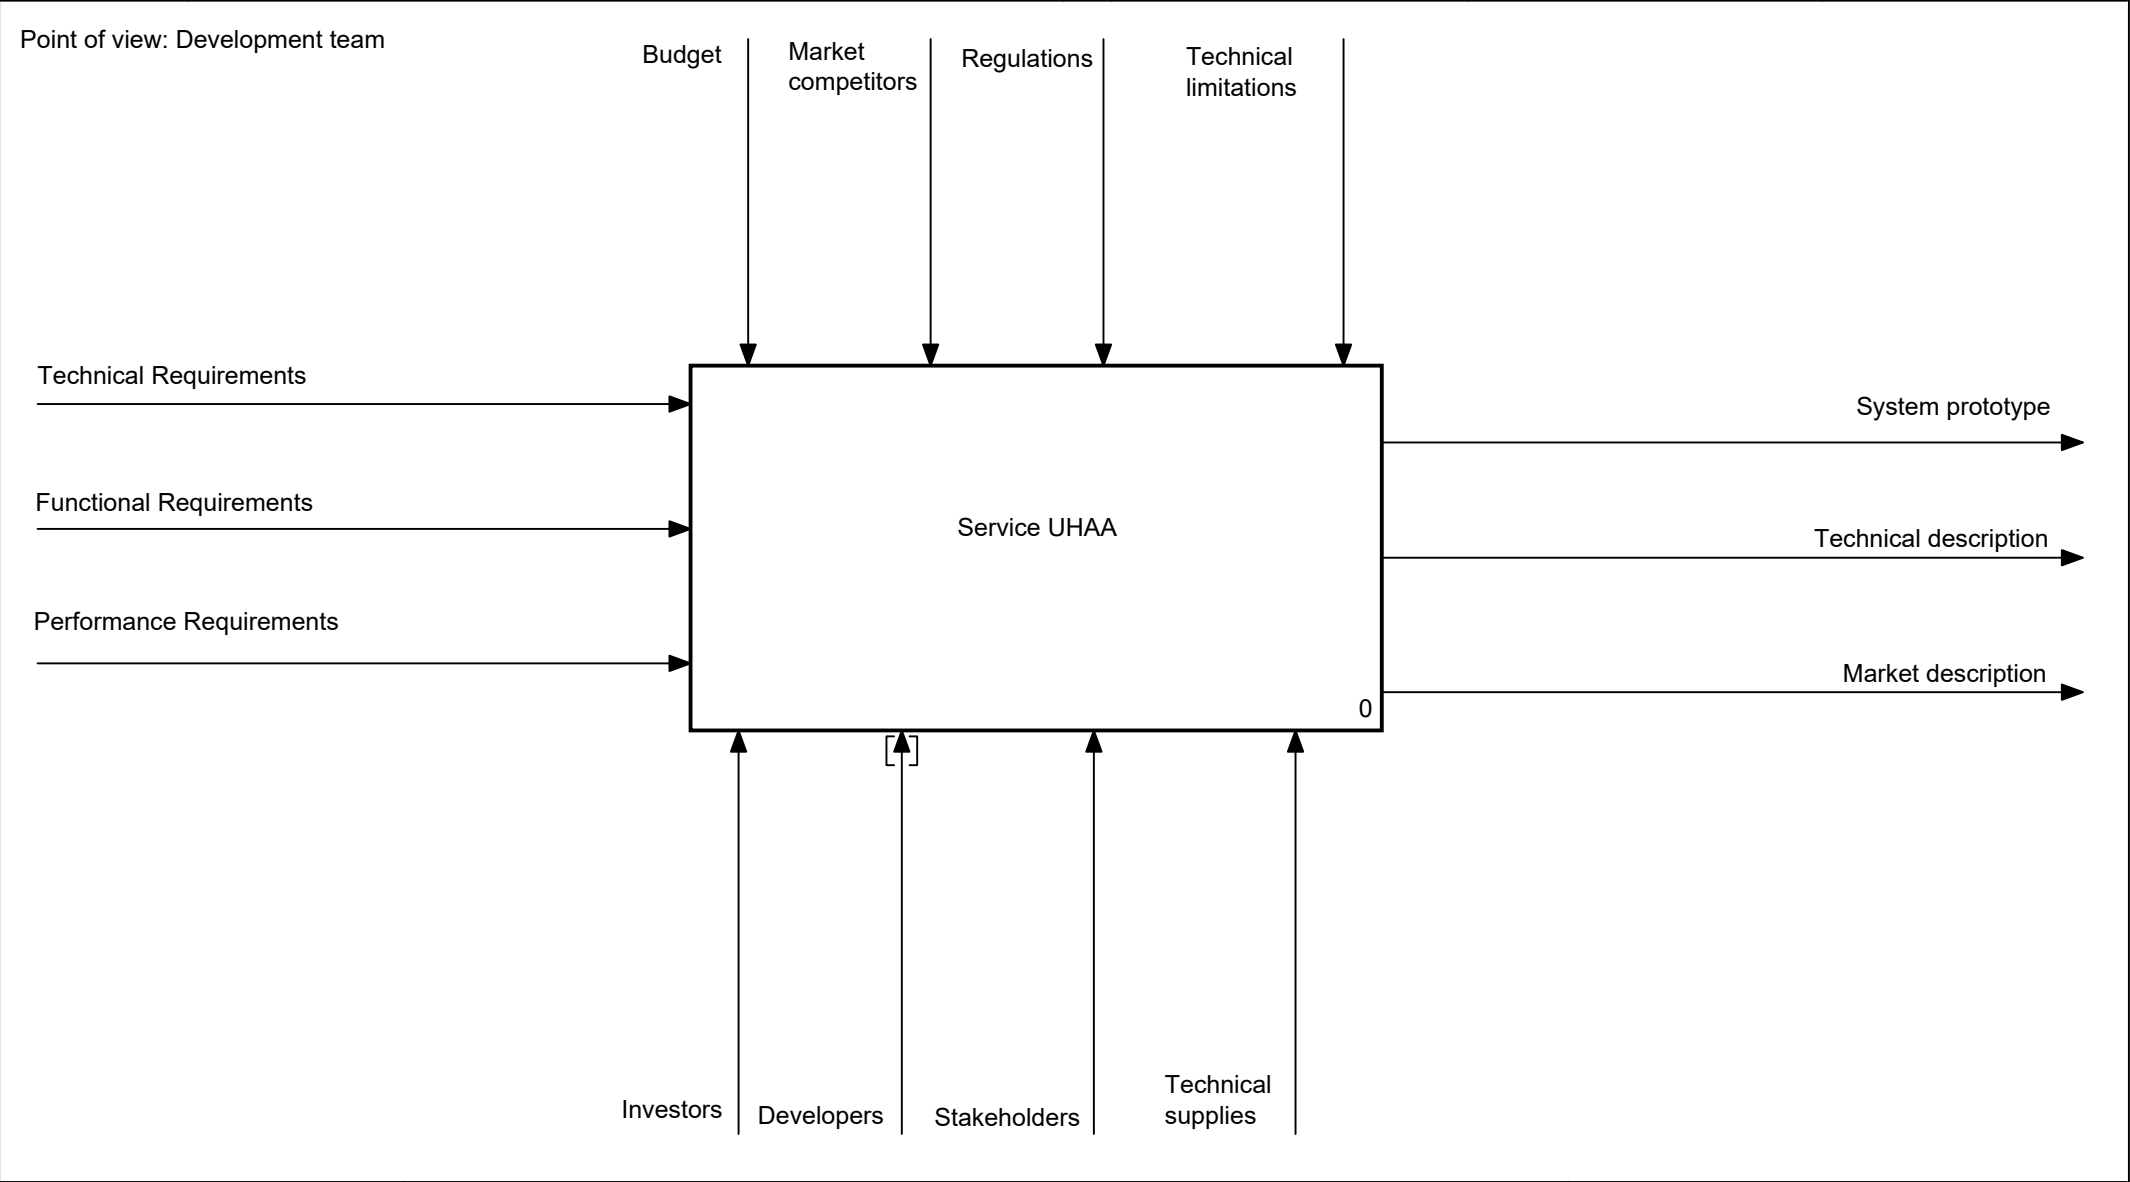 Point of view: Development team
Budget
Market
competitors
Regulations
Technical
limitations
Technical Requirements
Functional Requirements
Performance Requirements
Service UHAA
0
System prototype
Technical description
Market description
Investors
Developers
Stakeholders
Technical
supplies